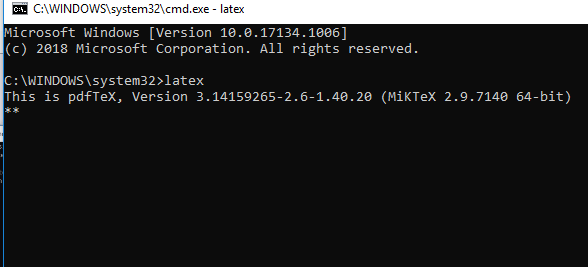 C:\WINDOWS\system32\cmd.exe - latex
Microsoft Windows [Version 10.0.17134.1006]
(c) 2018 Microsoft Corporation. All rights reserved.
C:\WINDOWS\system32>latex
This is pdfTeX, Version 3.14159265-2.6-1.40.20 (MiKTeX 2.9.7140 64-bit)
**